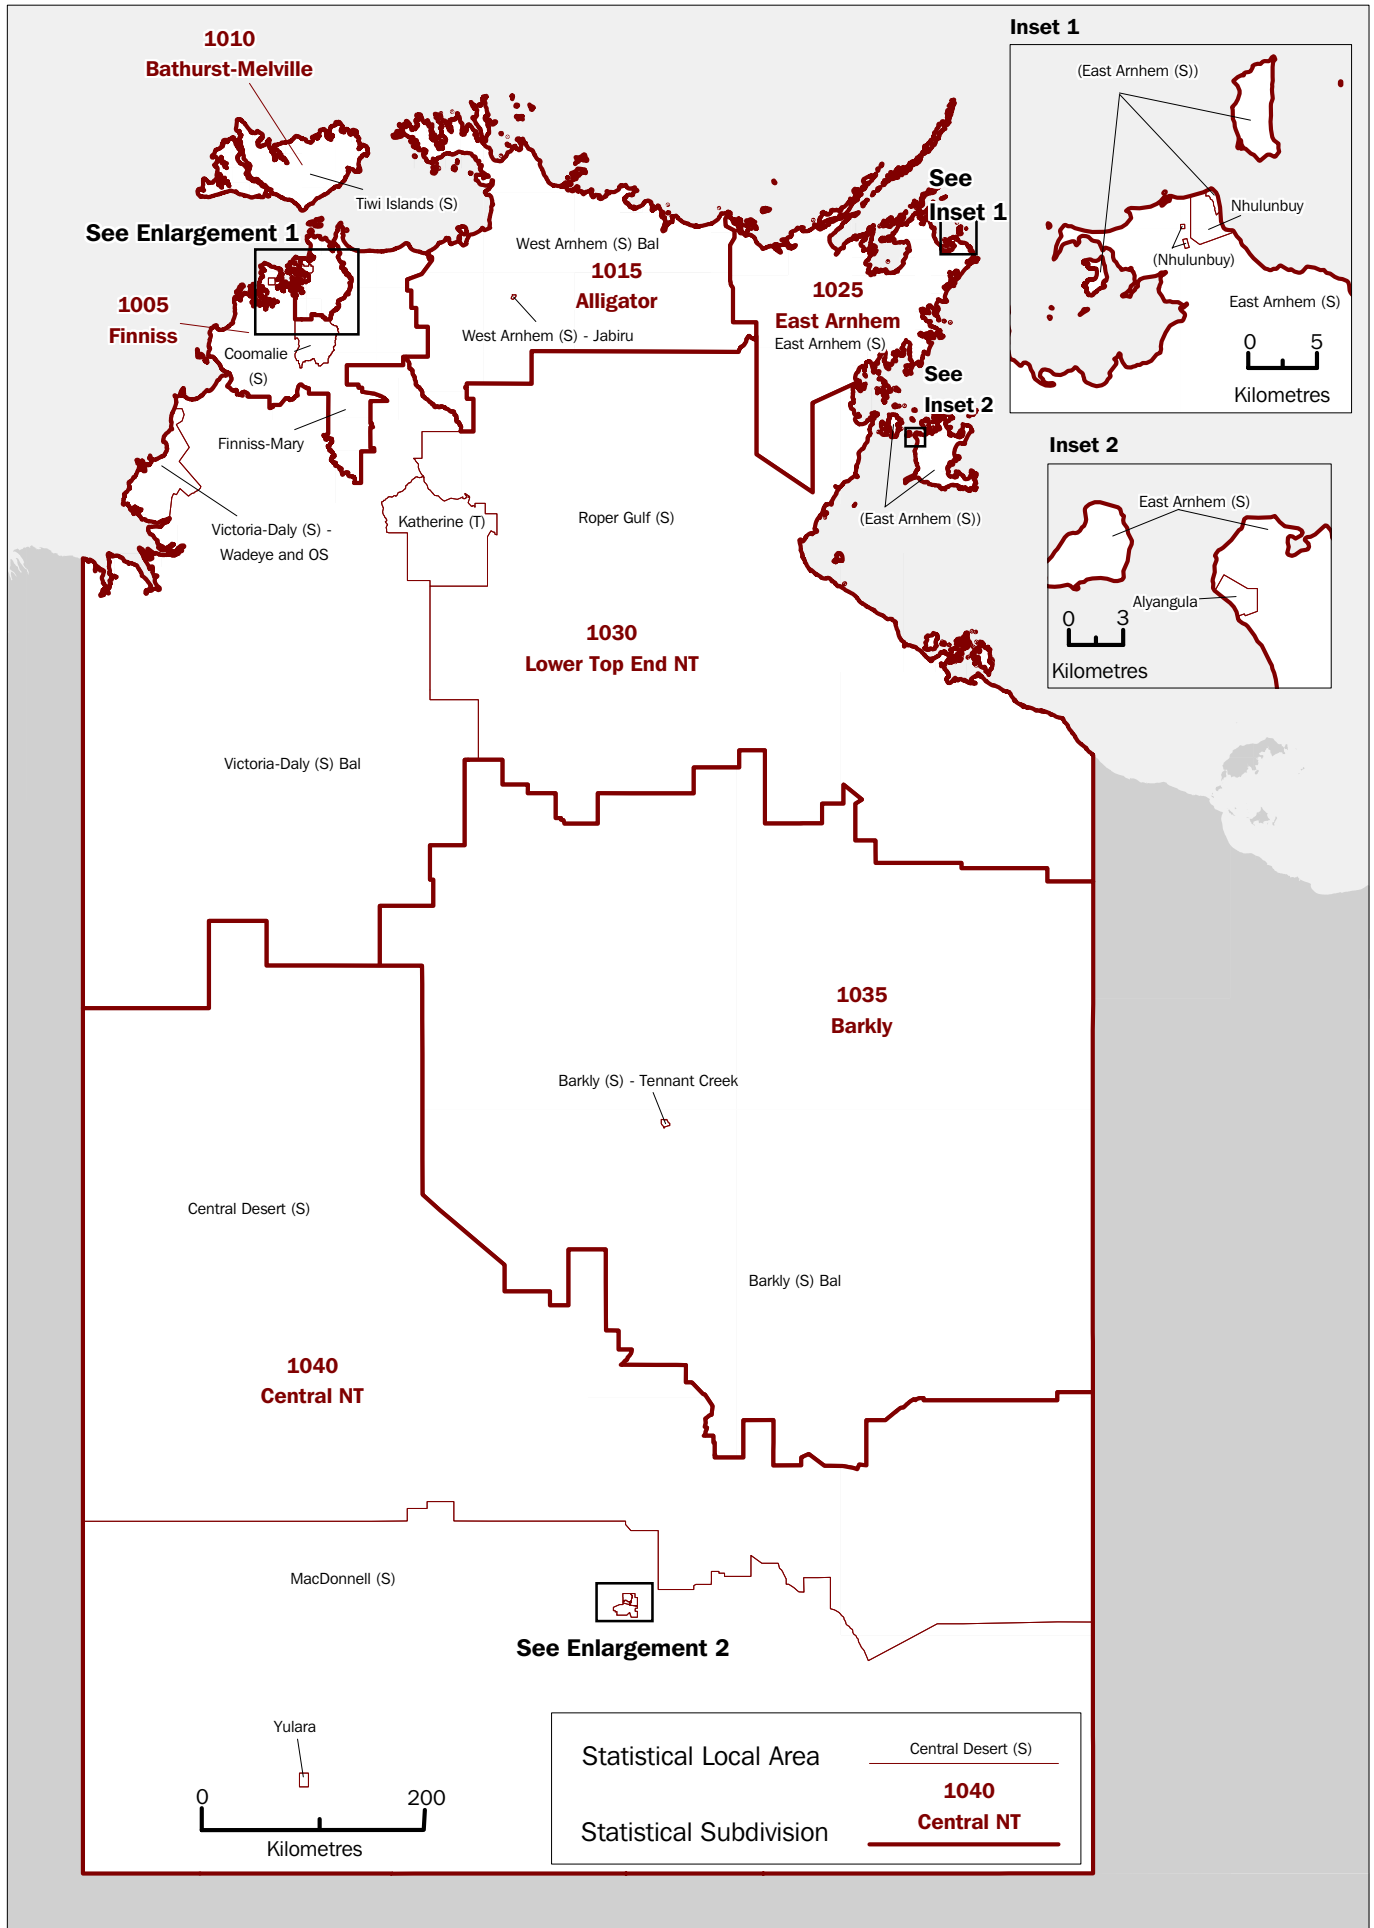 Inset 1
1010
Bathurst-Melville
(East Arnhem (S))
See
Inset 1
Tiwi Islands (S)
Nhulunbuy
See Enlargement 1
West Arnhem (S) Bal
(Nhulunbuy)
1015
Alligator
1025
East Arnhem
East Arnhem (S)
East Arnhem (S)
1005
Finniss
West Arnhem (S) - Jabiru
0 5
Kilometres
Coomalie
(S)
See
Inset 2
Finniss-Mary
Inset 2
East Arnhem (S)
Victoria-Daly (S) -
Wadeye and OS
Katherine (T)
Roper Gulf (S)
(East Arnhem (S))
Alyangula
0 3
Kilometres
1030
Lower Top End NT
Victoria-Daly (S) Bal
1035
Barkly
Barkly (S) - Tennant Creek
Central Desert (S)
Barkly (S) Bal
1040
Central NT
MacDonnell (S)
See Enlargement 2
Yulara
0 200
Kilometres
Statistical Local Area
Central Desert (S)
1040
Central NT
Statistical Subdivision